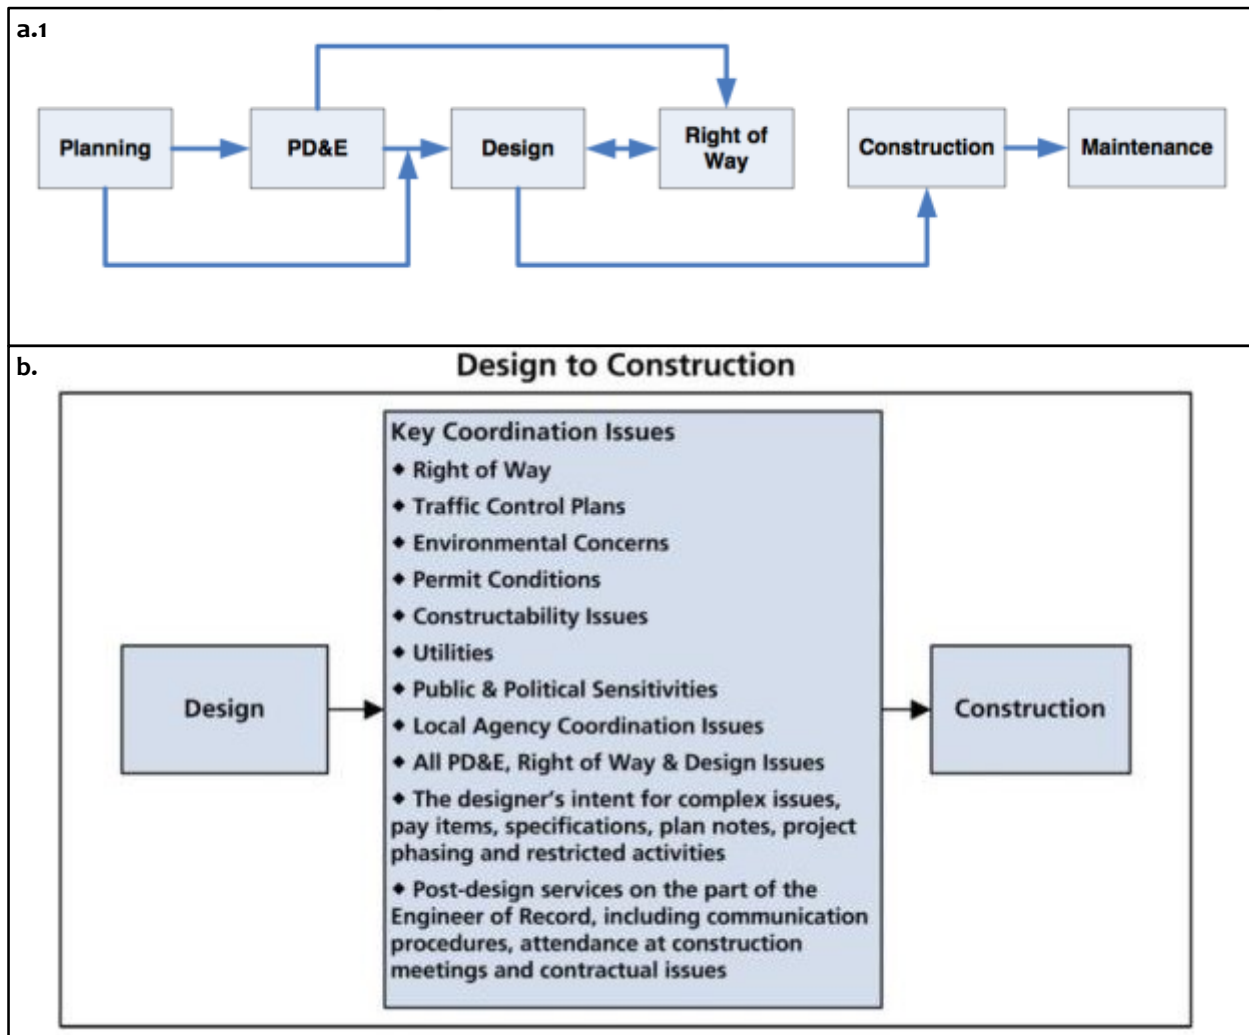 a.1
Planning
PD&E
Design
Right of
Way
Construction
Maintenance
b.
Design to Construction
Key Coordination Issues
◆ Right of Way
◆ Traffic Control Plans
◆ Environmental Concerns
◆ Permit Conditions
◆ Constructability Issues
◆ Utilities
◆ Public & Political Sensitivities
◆ Local Agency Coordination Issues
◆ All PD&E, Right of Way & Design Issues
◆ The designer's intent for complex issues,
pay items, specifications, plan notes, project
phasing and restricted activities
◆ Post-design services on the part of the
Engineer of Record, including communication
procedures, attendance at construction
meetings and contractual issues
Design
Construction